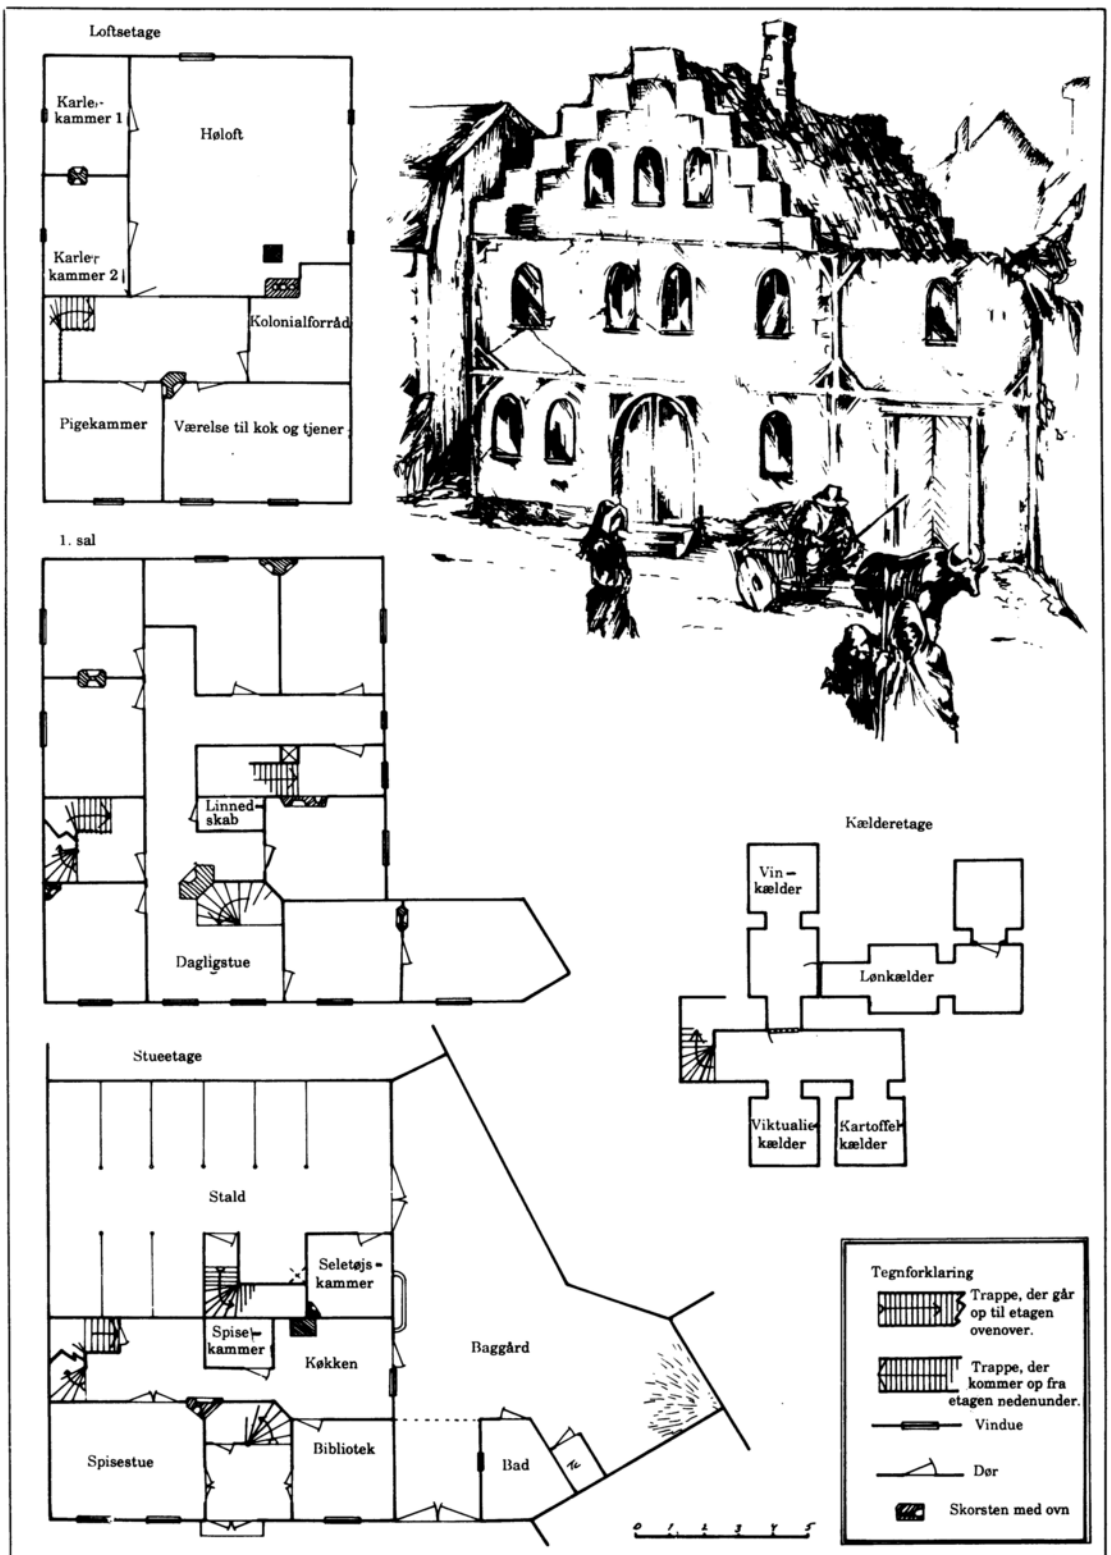 Loftsetage
Karle-
kammer 1
Høloft
Karle-
kammer 2
Kolonialforråd
Pigekammer
Værelse til kok og tjener
1. sal
Linned-
skab
Dagligstue
Kælderetage
Vin-
kælder
Lønkælder
Viktualie-
kælder
Kartoffel-
kælder
Stueetage
Stald
Seletøjs-
kammer
Spise-
kammer
Køkken
Baggård
Spisestue
Bibliotek
Bad
Tegnforklaring
Trappe, der går
op til etagen
ovenover.
Trappe, der
kommer op fra
etagen nedenunder.
Vindue
Dør
Skorsten med ovn
0 1 2 3 4 5